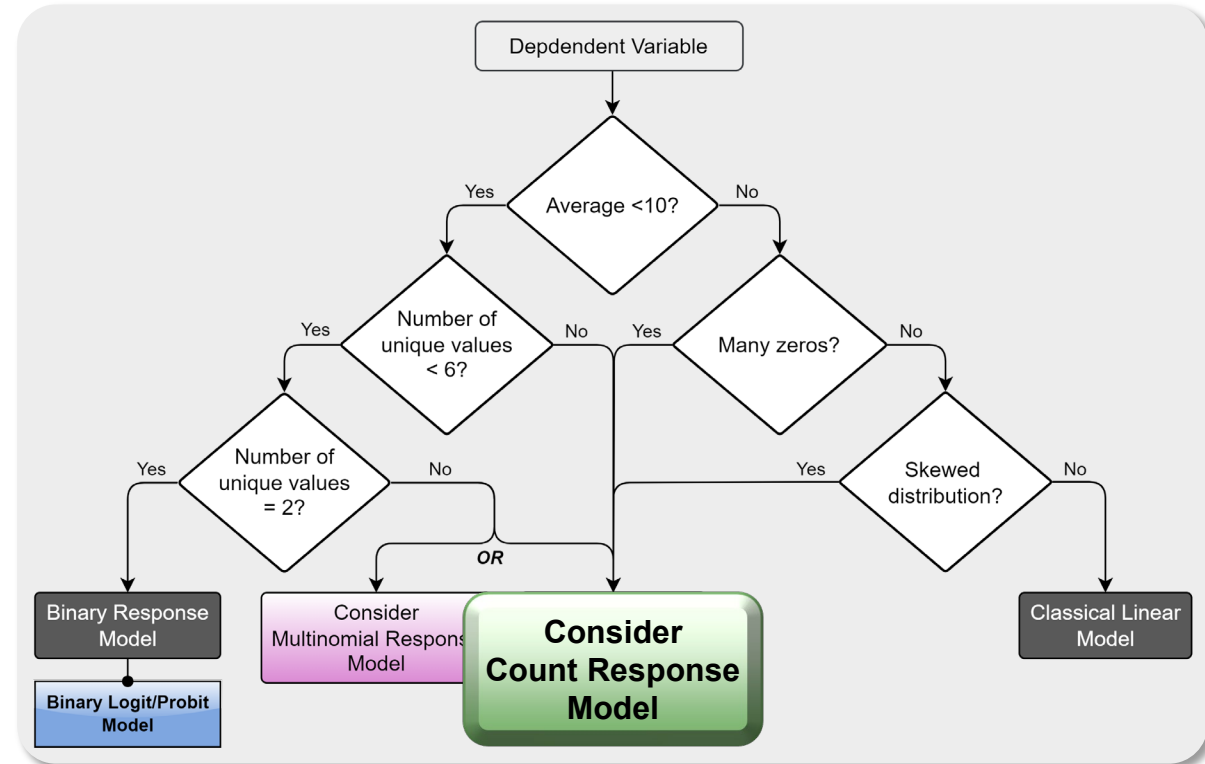 Depdendent Variable
Yes
No
Average <10?
Number of
unique values
< 6?
Yes
No
Yes
Many zeros?
No
Number of
unique values
= 2?
Yes
No
Yes
Skewed
distribution?
No
OR
Binary Response
Model
Consider
Multinomial Response
Model
Consider
Count Response
Model
Classical Linear
Model
Binary Logit/Probit
Model